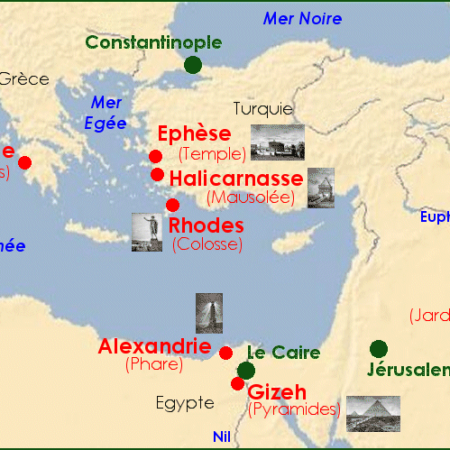 Mer Noire
Constantinople
Grèce
Mer
Egée
Turquie
Ephèse
(Temple)
Halicarnasse
(Mausolée)
Rhodes
(Colosse)
Alexandrie
(Phare)
Le Caire
Jérusalem
Gizeh
(Pyramides)
Egypte
Nil